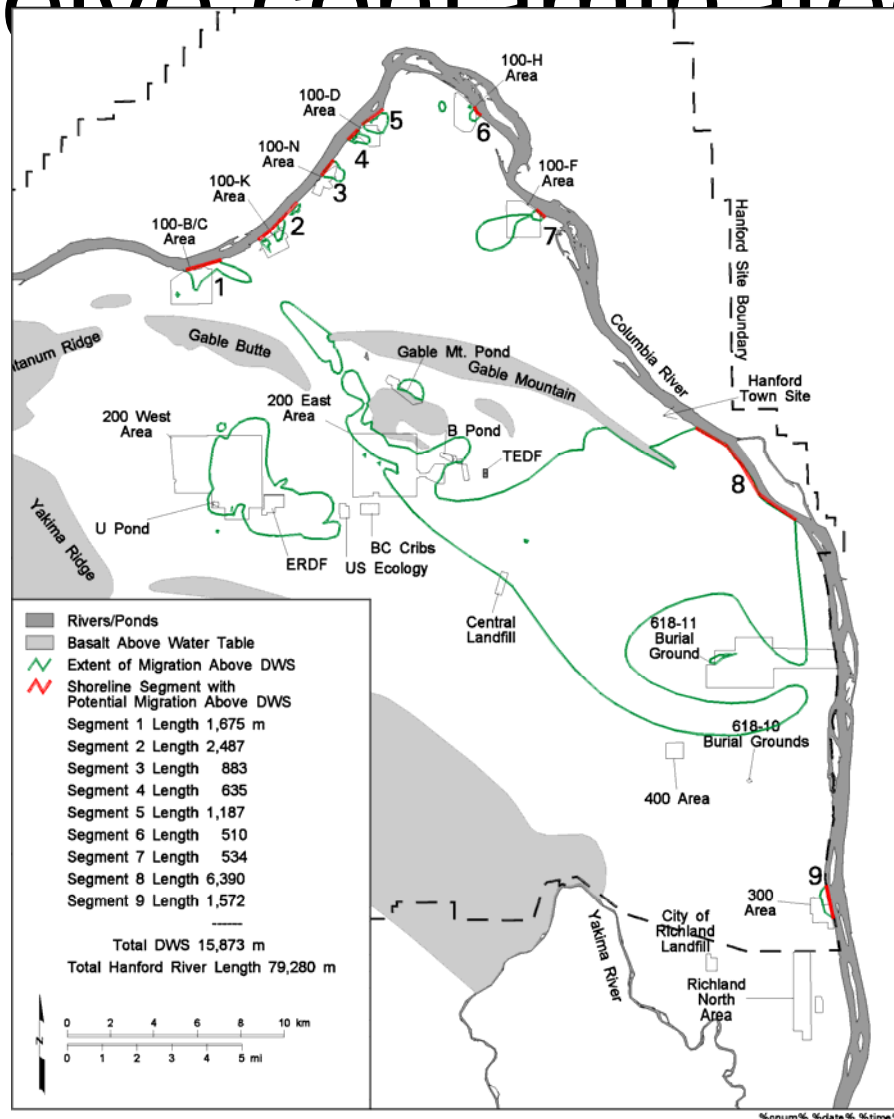 100-H
Area
100-D
Area
5
6
100-N
Area
4
3
100-K
Area
100-F
Area
2
7
100-B/C
Area
1
Hanford Site Boundary
Columbia River
Gable Butte
Gable Mt. Pond
Gable Mountain
itanum Ridge
Hanford
Town Site
200 West
Area
200 East
Area
B Pond
TEDF
8
U Pond
Yakima Ridge
ERDF
US Ecology
BC Cribs
Central
Landfill
618-11
Burial
Ground
618-10
Burial Grounds
400 Area
9
300
Area
City of
Richland
Landfill
Yakima River
Richland
North
Area
Rivers/Ponds
Basalt Above Water Table
Extent of Migration Above DWS
Shoreline Segment with
Potential Migration Above DWS
Segment 1 Length 1,675 m
Segment 2 Length 2,487
Segment 3 Length 883
Segment 4 Length 635
Segment 5 Length 1,187
Segment 6 Length 510
Segment 7 Length 534
Segment 8 Length 6,390
Segment 9 Length 1,572
------
Total DWS 15,873 m
Total Hanford River Length 79,280 m
0 2 4 6 8 10 km
0 1 2 3 4 5 mi
N